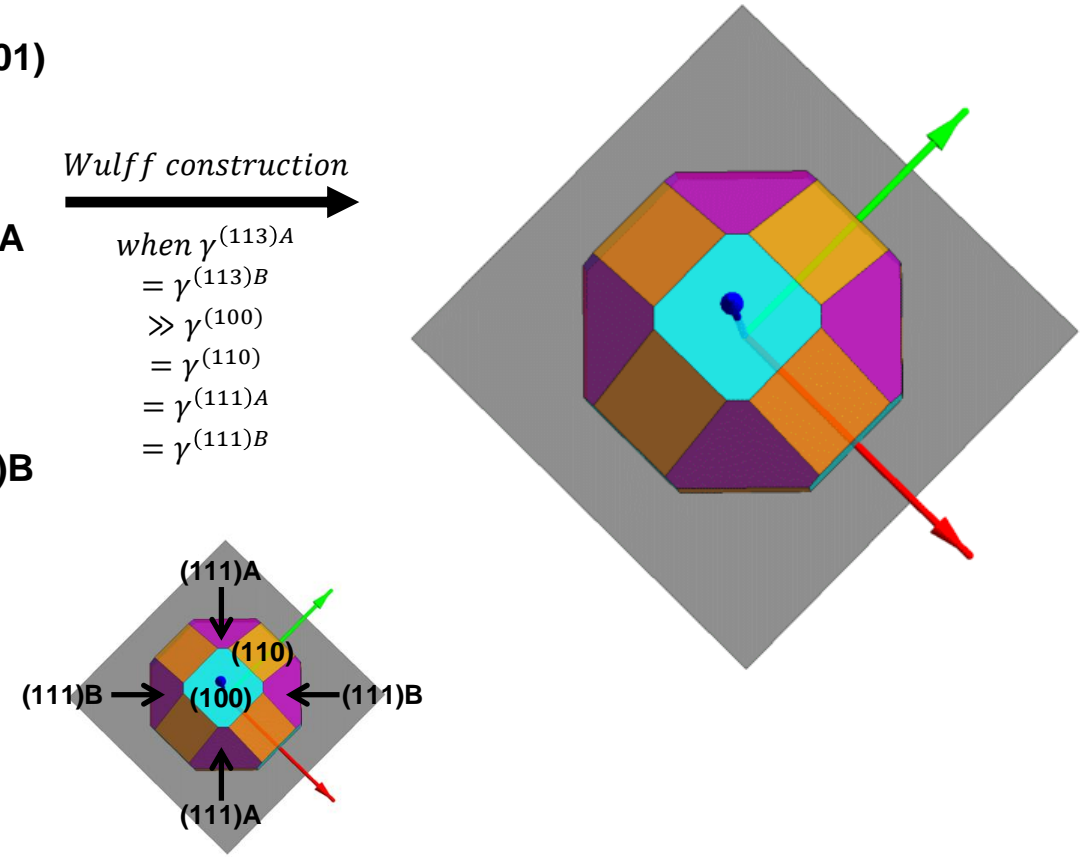 01)
Wulff construction
A
when γ^(113)A
= γ^(113)B
≫ γ^(100)
= γ^(110)
= γ^(111)A
= γ^(111)B
)B
(111)A
(110)
(111)B
(100)
(111)B
(111)A